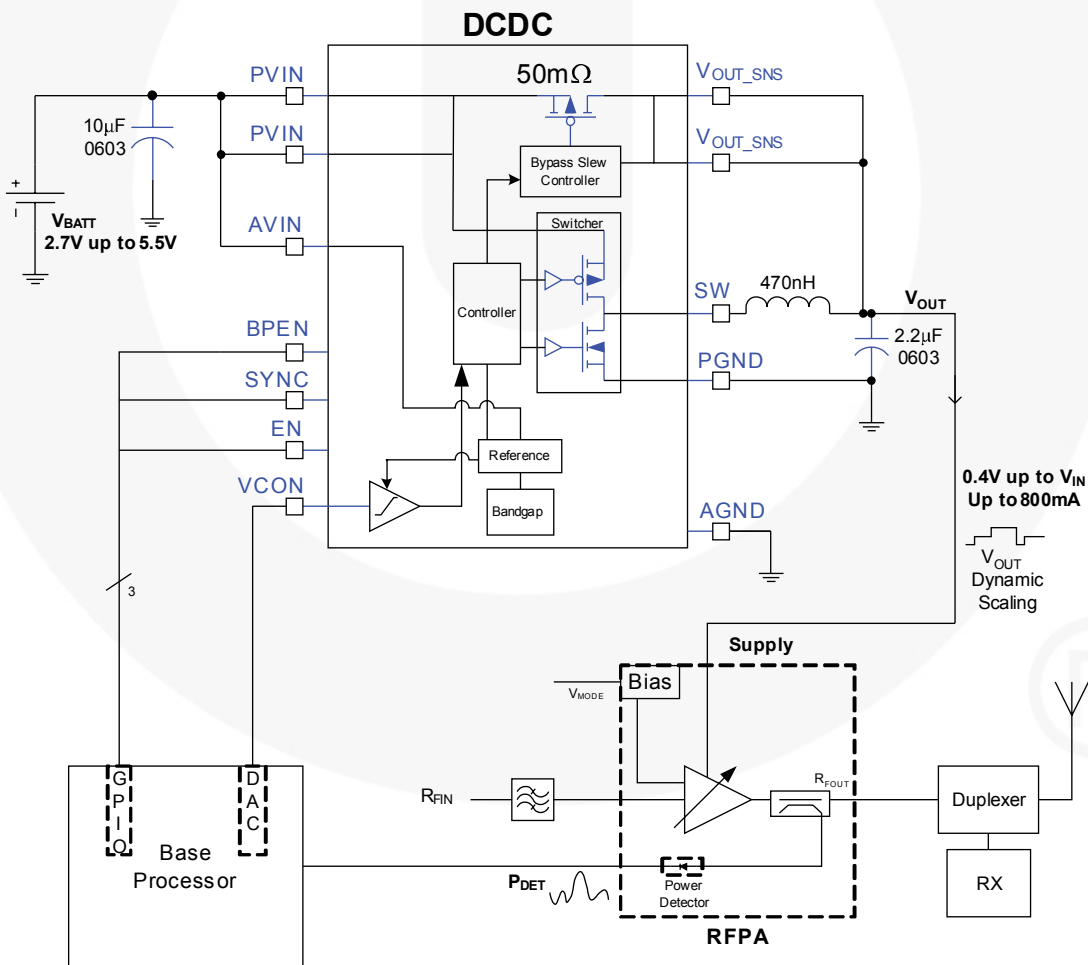 DCDC
PVIN
50mΩ
VOUT_SNS
10μF
0603
PVIN
VOUT_SNS
Bypass Slew
Controller
+
-
VBATT
2.7V up to 5.5V
AVIN
Switcher
Controller
SW
470nH
VOUT
2.2μF
0603
BPEN
PGND
SYNC
EN
Reference
VCON
Bandgap
AGND
0.4V up to VIN
Up to 800mA
VOUT
Dynamic
Scaling
3
Supply
Bias
VMODE
GPIO
DAC
RFIN
RFOUT
Duplexer
Base
Processor
PDET
Power
Detector
RX
RFPA